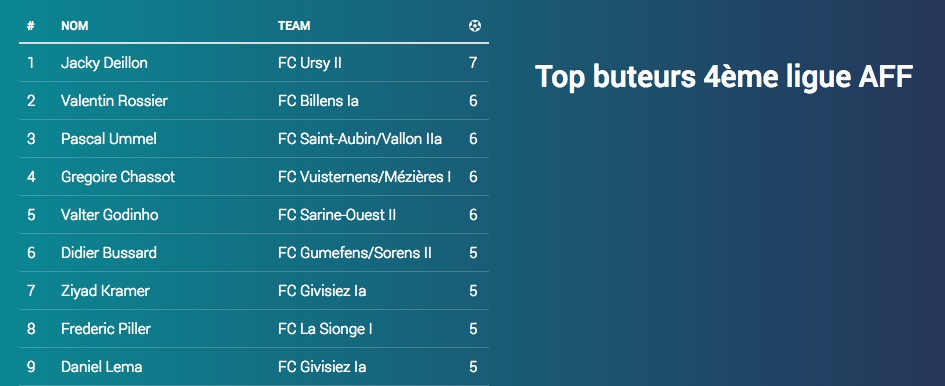 # NOM TEAM
1 Jacky Deillon FC Ursy II 7
2 Valentin Rossier FC Billens Ia 6
3 Pascal Ummel FC Saint-Aubin/Vallon IIa 6
4 Gregoire Chassot FC Vuisternens/Mézières I 6
5 Valter Godinho FC Sarine-Ouest II 6
6 Didier Bussard FC Gumefens/Sorens II 5
7 Ziyad Kramer FC Givisiez Ia 5
8 Frederic Piller FC La Sionge I 5
9 Daniel Lema FC Givisiez Ia 5
Top buteurs 4ème ligue AFF